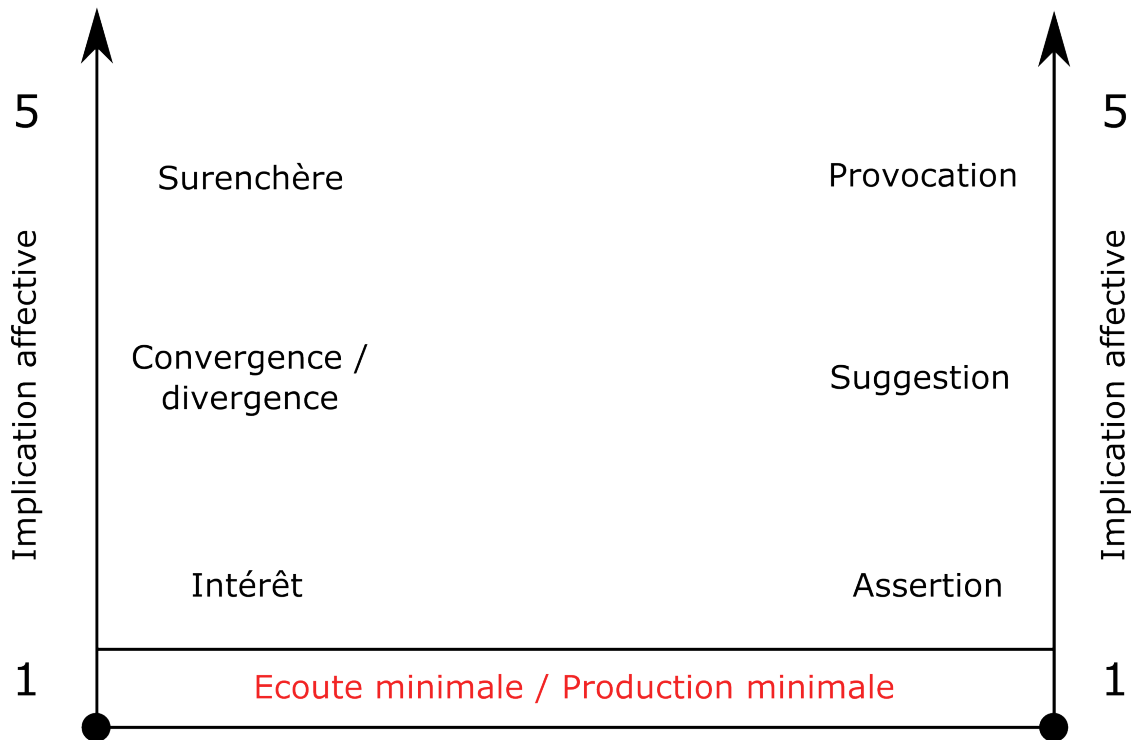 5
5
Surenchère
Provocation
Implication affective
Implication affective
Convergence /
divergence
Suggestion
Intérêt
Assertion
1
1
Ecoute minimale / Production minimale